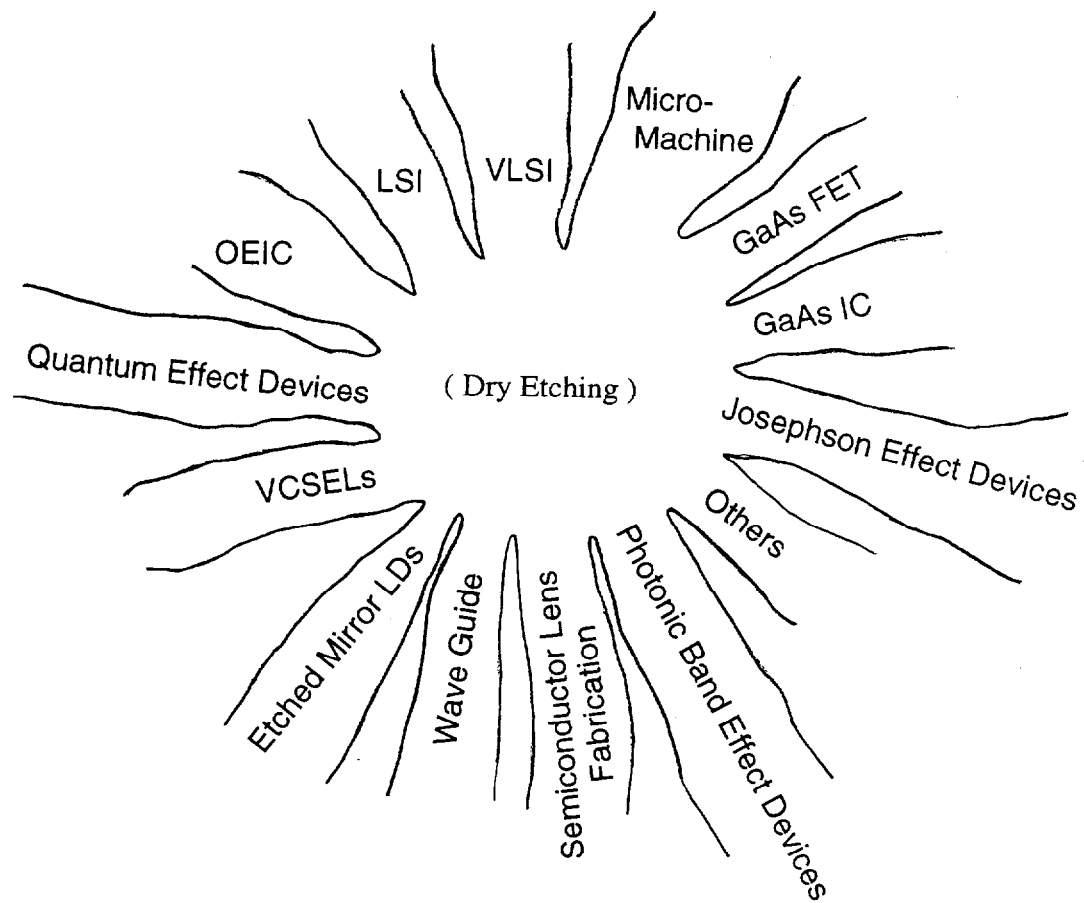 Micro-
Machine
VLSI
LSI
GaAs FET
OEIC
GaAs IC
Quantum Effect Devices
( Dry Etching )
Josephson Effect Devices
VCSELs
Others
Etched Mirror LDs
Wave Guide
Semiconductor Lens
Fabrication
Photonic Band Effect Devices